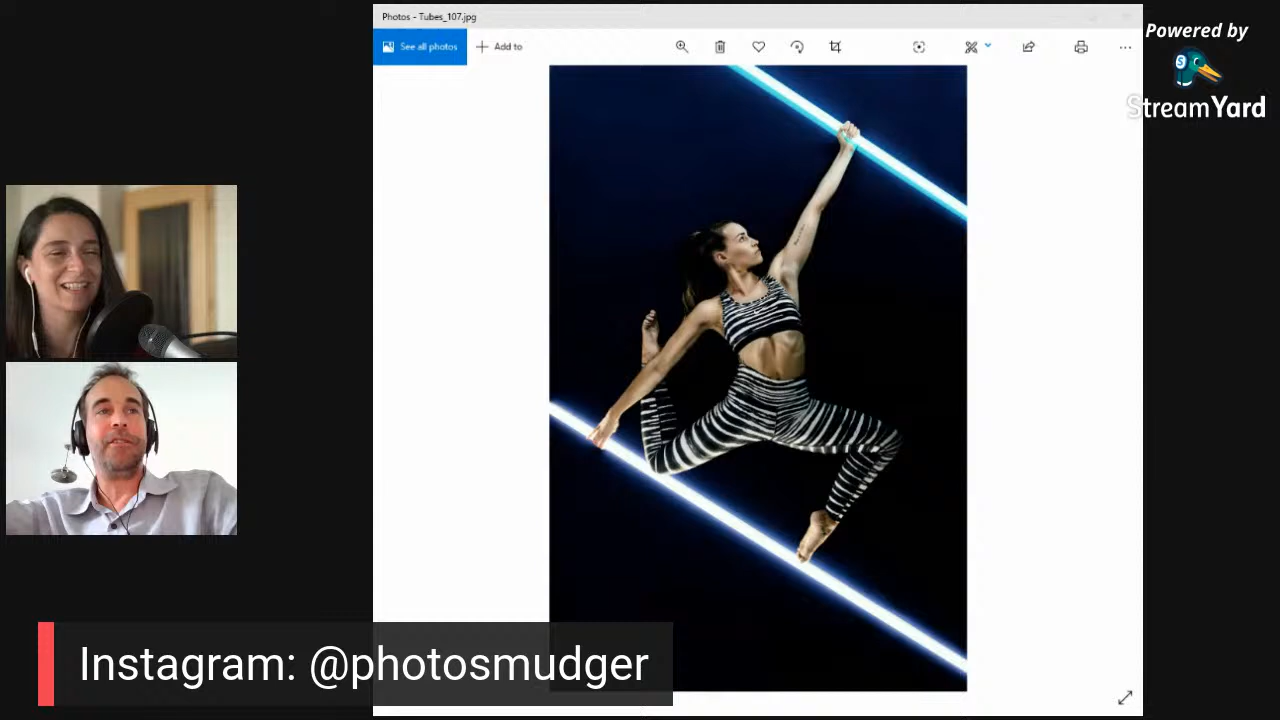 Photos - Tubes_107.jpg
See all photos
Add to
Powered by
StreamYard
Instagram: @photosmudger